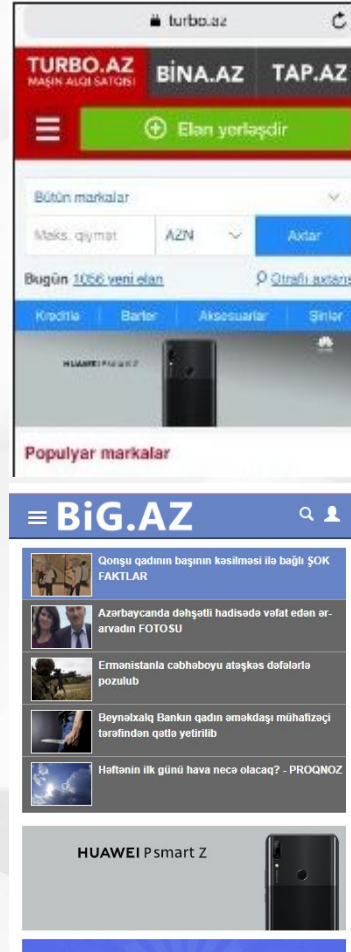 turbo.az
TURBO.AZ BİNA.AZ TAP.AZ
MAŞIN ALQI SATQISI
Elan yerləşdir
Bütün markalar
Maks. qiymət AZN Axtar
Bugün 1056 yeni elan Ətraflı axtarış
Kreditlə Barter Aksesuarlar Şinlər
HUAWEI P smart Z
Populyar markalar
BiG.AZ
Qonşu qadının başının kəsilməsi ilə bağlı ŞOK
FAKTLAR
Azərbaycanda dəhşətli hadisədə vəfat edən ər-
arvadın FOTOSU
Ermənistanla cəbhəboyu atəşkəs dəfələrlə
pozulub
Beynəlxalq Bankın qadın əməkdaşı mühafizəçi
tərəfindən qətlə yetirilib
Həftənin ilk günü hava necə olacaq? - PROQNOZ
HUAWEI Psmart Z